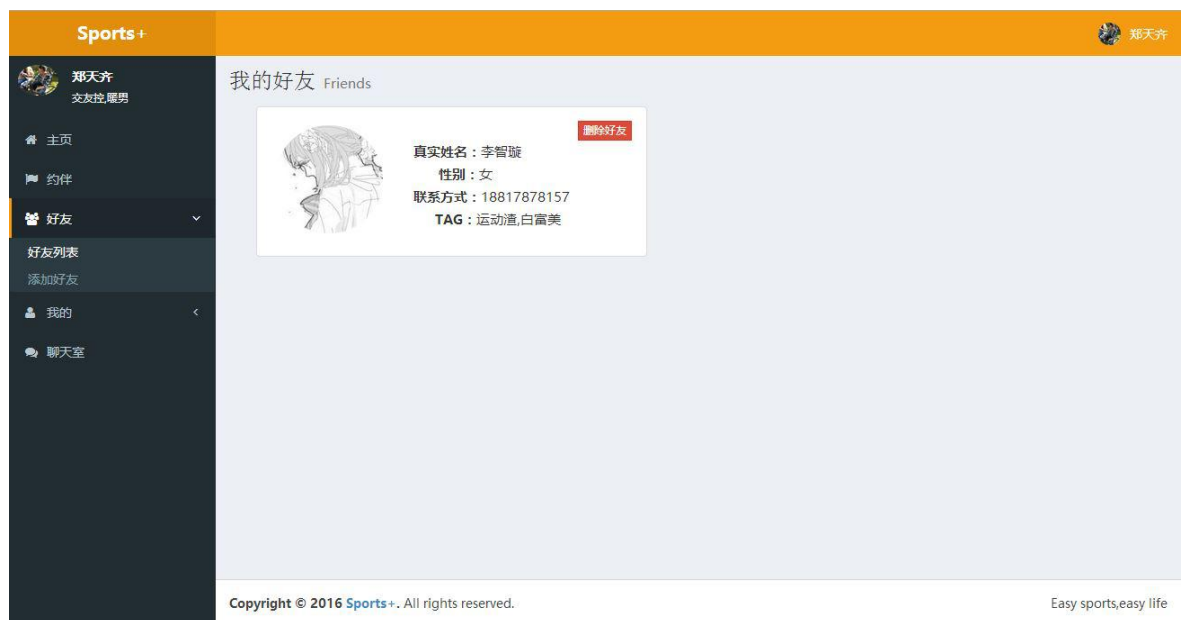 Sports+
郑天齐
郑天齐
交友控,暖男
主页
约伴
好友
好友列表
添加好友
我的
聊天室
我的好友 Friends
删除好友
真实姓名：李智璇
性别：女
联系方式：18817878157
TAG：运动渣,白富美
Copyright © 2016 Sports+. All rights reserved.
Easy sports,easy life